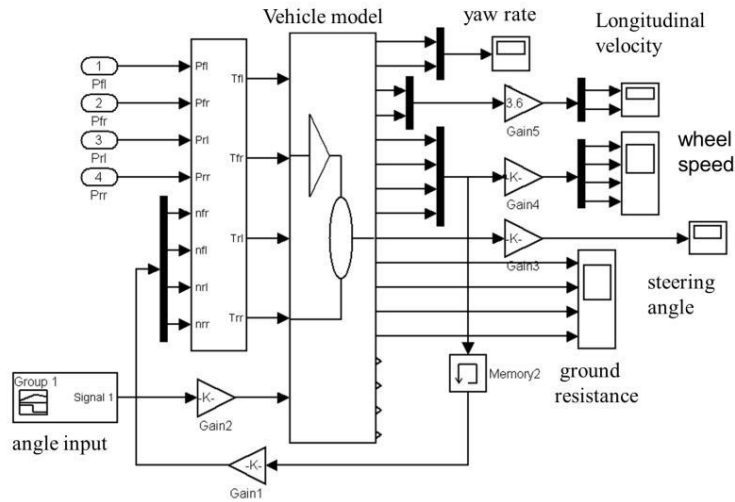 Vehicle model
yaw rate
Longitudinal
velocity
1
Pfl
2
Pfr
3
Prl
4
Prr
Pfl
Pfr
Prl
Prr
nfr
nfl
nrl
nrr
Tfl
Tfr
Trl
Trr
3.6
Gain5
-K-
Gain4
wheel
speed
-K-
Gain3
steering
angle
ground
resistance
Memory2
Group 1
Signal 1
angle input
-K-
Gain2
-K-
Gain1